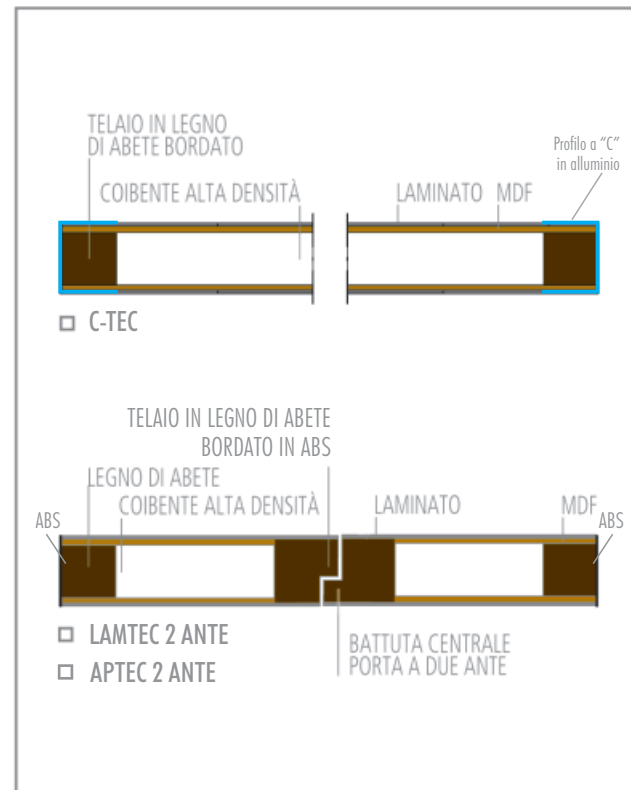 TELAIO IN LEGNO
DI ABETE BORDATO
Profilo a “C”
in alluminio
COIBENTE ALTA DENSITÀ
LAMINATO
MDF
C-TEC
TELAIO IN LEGNO DI ABETE
BORDATO IN ABS
LEGNO DI ABETE
COIBENTE ALTA DENSITÀ
LAMINATO
MDF
ABS
ABS
LAMTEC 2 ANTE
APTEC 2 ANTE
BATTUTA CENTRALE
PORTA A DUE ANTE